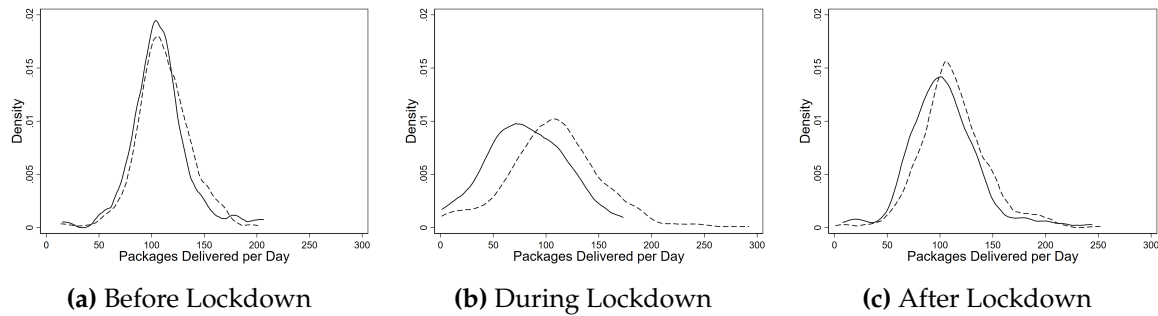 .02
.015
.01
.005
0
Density
0 50 100 150 200 250 300
Packages Delivered per Day
(a) Before Lockdown
.02
.015
.01
.005
0
Density
0 50 100 150 200 250 300
Packages Delivered per Day
(b) During Lockdown
.02
.015
.01
.005
0
Density
0 50 100 150 200 250 300
Packages Delivered per Day
(c) After Lockdown